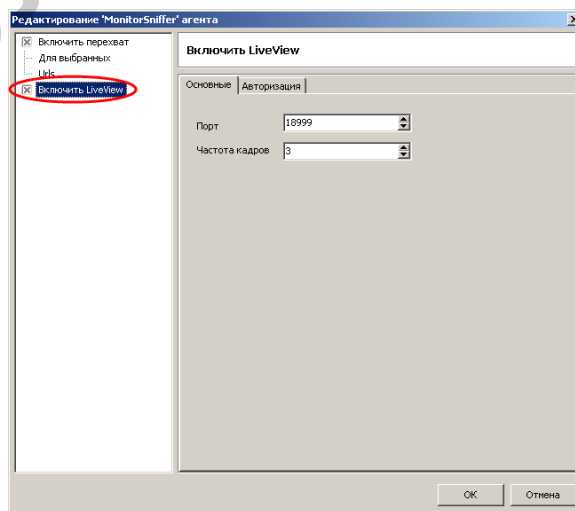 Редактирование 'MonitorSniffer' агента
Включить перехват
Для выбранных
Urls
Включить LiveView
Включить LiveView
Основные
Авторизация
Порт
18999
Частота кадров
3
OK
Отмена